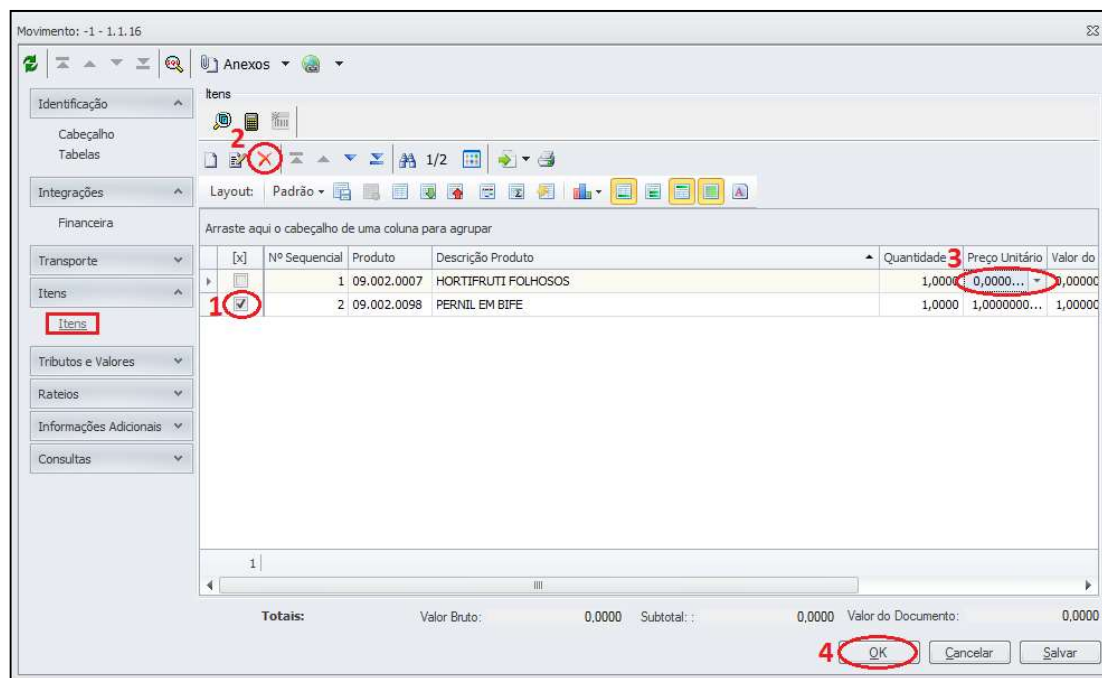 Movimento: -1 - 1.1.16
Anexos
Identificação
Cabeçalho
Tabelas
Integrações
Financeira
Transporte
Itens
Itens
Tributos e Valores
Rateios
Informações Adicionais
Consultas
Itens
2
1/2
Layout: Padrão
Arraste aqui o cabeçalho de uma coluna para agrupar
[x] Nº Sequencial Produto Descrição Produto Quantidade 3 Preço Unitário Valor do
1 09.002.0007 HORTIFRUTI FOLHOSOS 1,0000 0,0000... 0,00000
1 2 09.002.0098 PERNIL EM BIFE 1,0000 1,0000000... 1,00000
1
Totais: Valor Bruto: 0,0000 Subtotal: : 0,0000 Valor do Documento: 0,0000
4 OK Cancelar Salvar